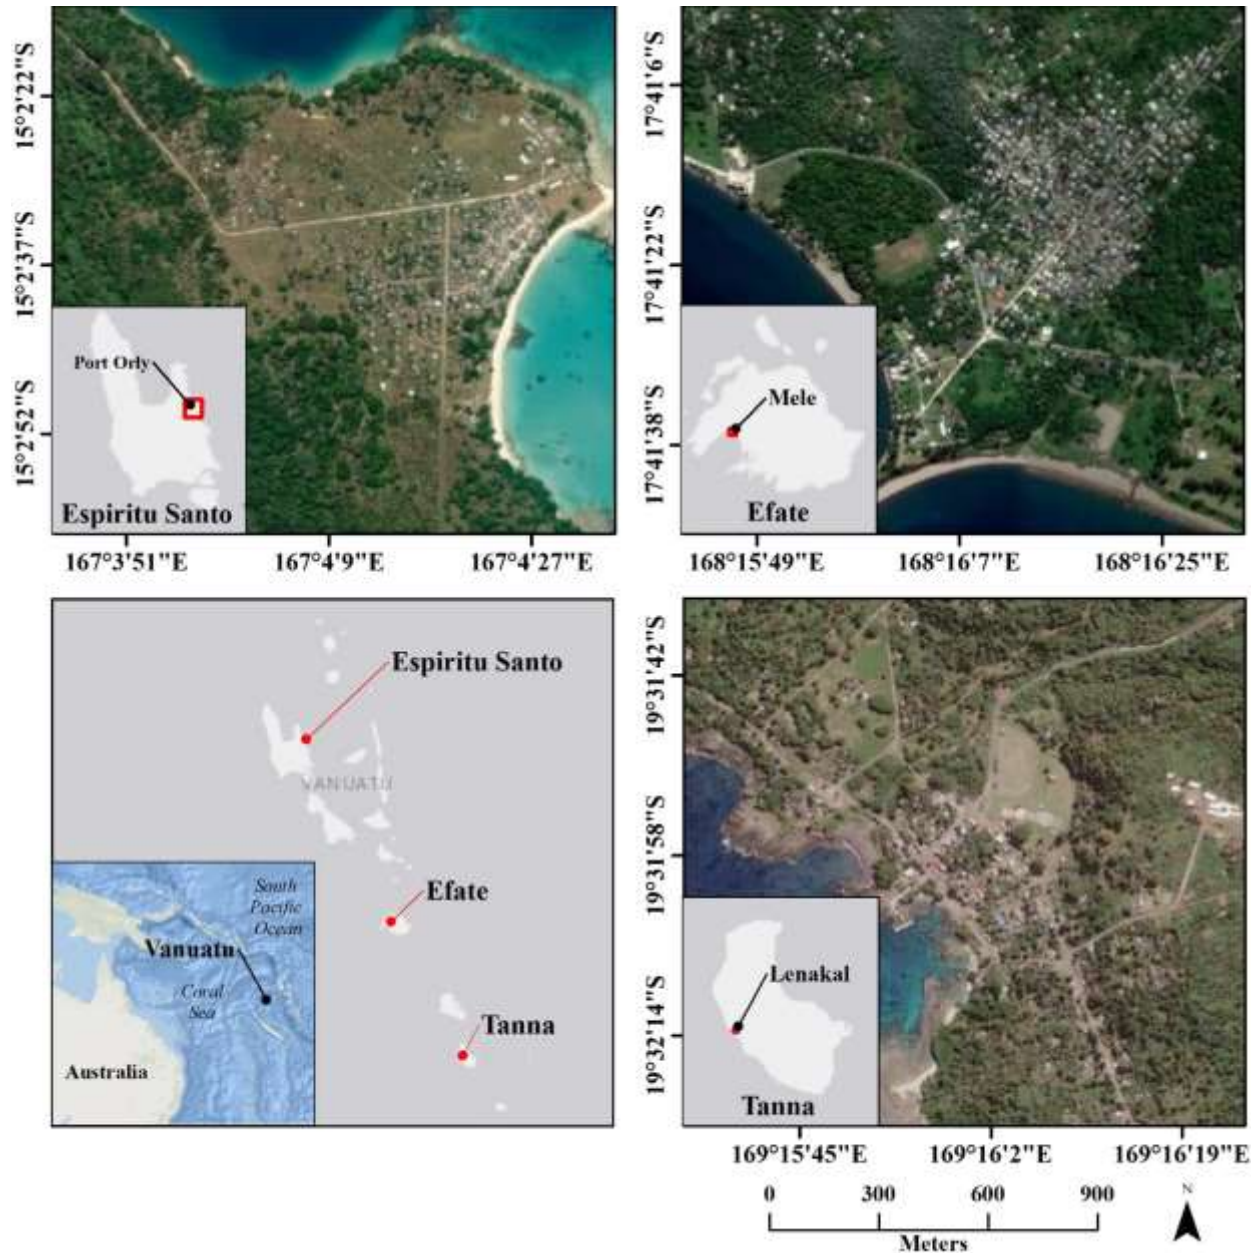 15°2'22"S
15°2'37"S
15°2'52"S
Port Orly
Espiritu Santo
167°3'51"E
167°4'9"E
167°4'27"E
17°41'6"S
17°41'22"S
17°41'38"S
Mele
Efate
168°15'49"E
168°16'7"E
168°16'25"E
Espiritu Santo
VANUATU
Efate
Tanna
South
Pacific
Ocean
Vanuatu
Coral
Sea
Australia
19°31'42"S
19°31'58"S
19°32'14"S
Lenakal
Tanna
169°15'45"E
169°16'2"E
169°16'19"E
0 300 600 900
Meters
N